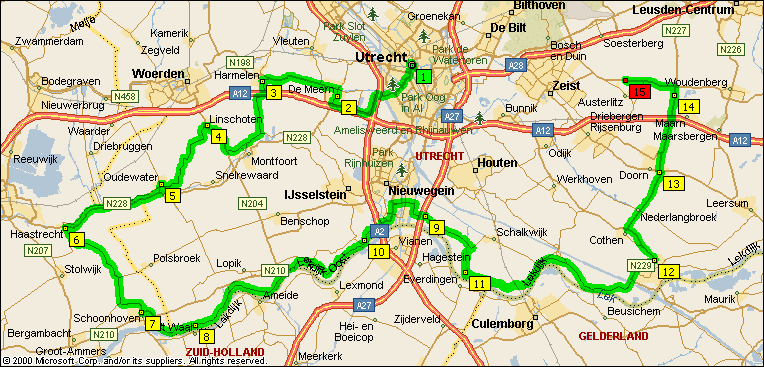 Bilthoven
Leusden-Centrum
Groenekan
Park Slot Zuylen
De Bilt
Soesterberg
N227
Zwammerdam
Kamerik
Zegveld
Vleuten
N198
Utrecht
Park de Watertoren
Bosch en Duin
N226
Woerden
Harmelen
A28
1
Bodegraven
De Meern
Zeist
15
Woudenberg
N458
A12
3
2
Park Oog in Al
Austerlitz
14
Nieuwerbrug
Bunnik
Driebergen Rijsenburg
Maarn
Maarsbergen
Linschoten
A27
Amelisweerd en Rhijnauwen
A12
A12
Waarder
4
N228
Driebruggen
Montfoort
Park Rijnhuizen
UTRECHT
Odijk
Reeuwijk
Houten
Oudewater
Snelrewaard
Werkhoven
Doorn
13
5
IJsselstein
Nieuwegein
N228
N204
Leersum
Benschop
Nederlangbroek
Haastrecht
6
A2
9
Schalkwijk
Cothen
N207
Vianen
10
Stolwijk
Polsbroek
Lopik
N210
Lekdijk Oost
Hagestein
N229
12
Lekdijk
Lexmond
Everdingen
11
Lekdijk
Ameide
Lek
Maurik
Schoonhoven
7
Lekdijk
A27
Beusichem
Bergambacht
N210
8
Hei- en Boeicop
Zijderveld
Culemborg
GELDERLAND
Groot-Ammers
ZUID-HOLLAND
Meerkerk
© 2000 Microsoft Corp. and/or its suppliers. All rights reserved.